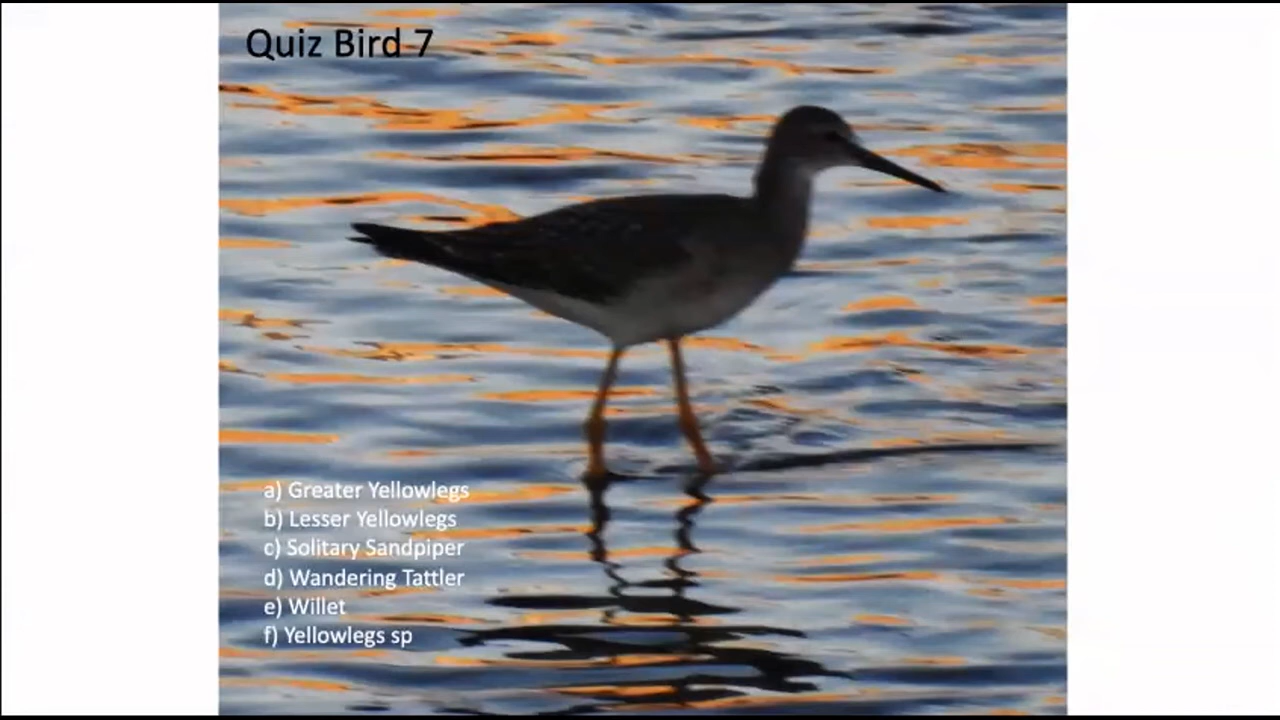 Quiz Bird 7
a) Greater Yellowlegs
b) Lesser Yellowlegs
c) Solitary Sandpiper
d) Wandering Tattler
e) Willet
f) Yellowlegs sp